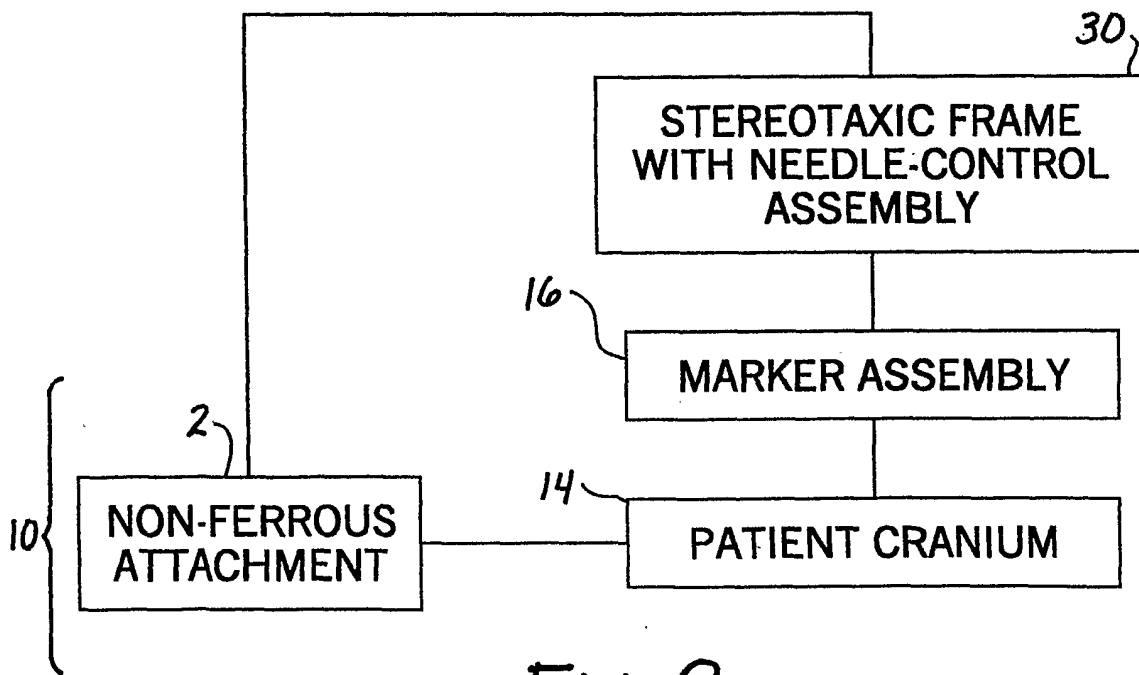 30
STEREOTAXIC FRAME
WITH NEEDLE-CONTROL
ASSEMBLY
16
MARKER ASSEMBLY
2
14
10
NON-FERROUS
ATTACHMENT
PATIENT CRANIUM